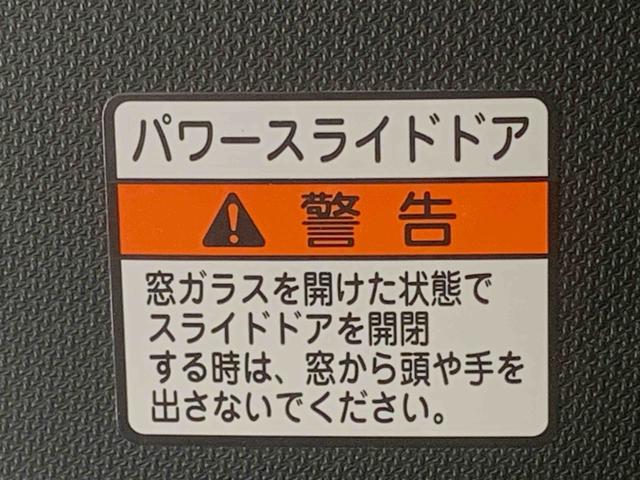 パワースライドドア
警告
窓ガラスを開けた状態で
スライドドアを開閉
する時は、窓から頭や手を
出さないでください。